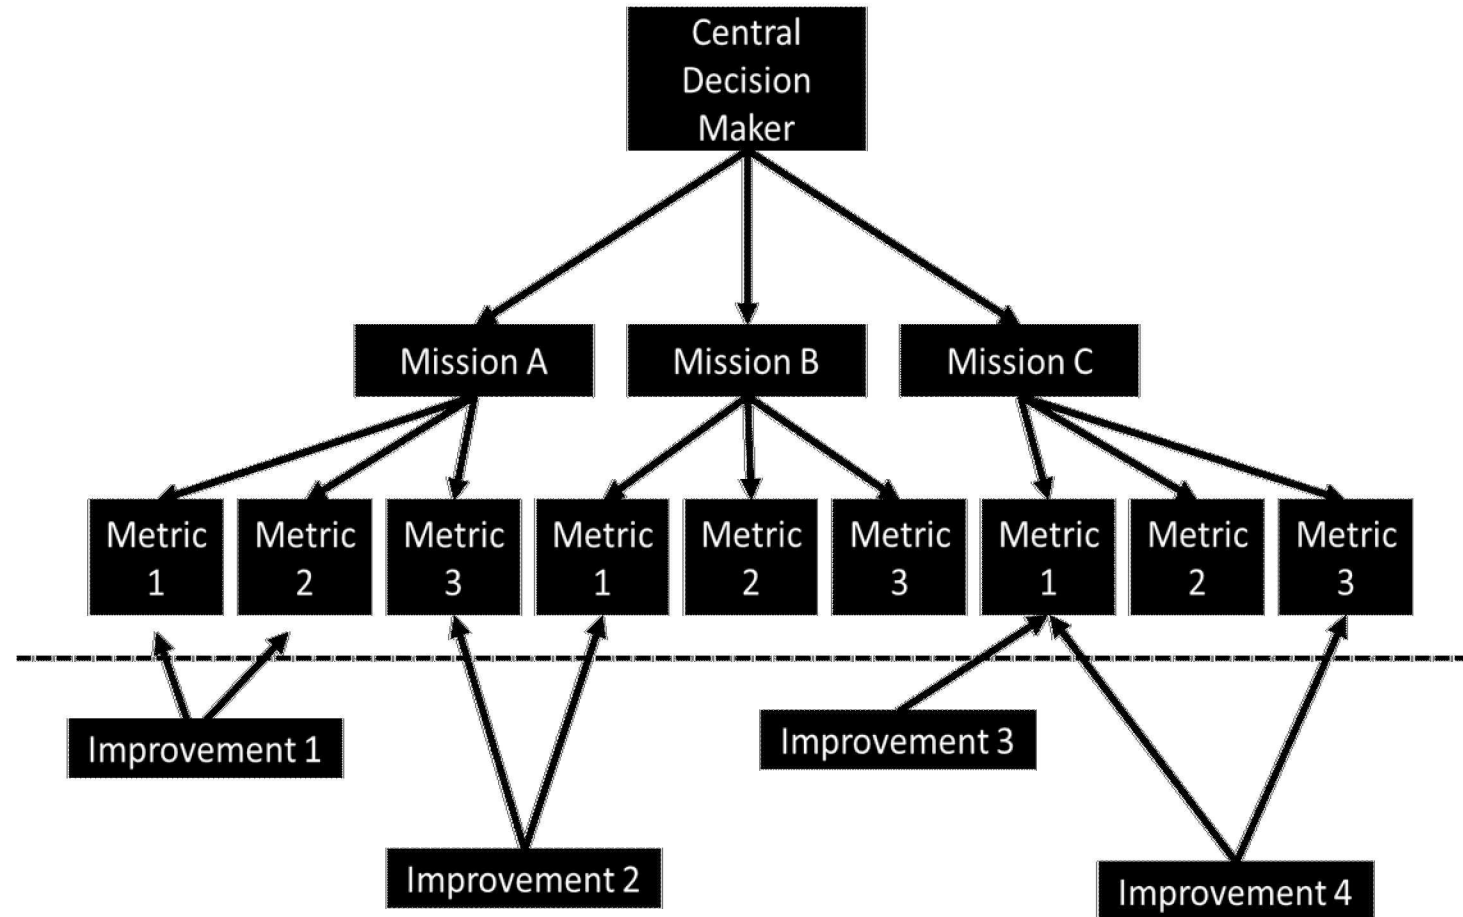 Central
Decision
Maker
Mission A
Mission B
Mission C
Metric
1
Metric
2
Metric
3
Metric
1
Metric
2
Metric
3
Metric
1
Metric
2
Metric
3
Improvement 1
Improvement 3
Improvement 2
Improvement 4